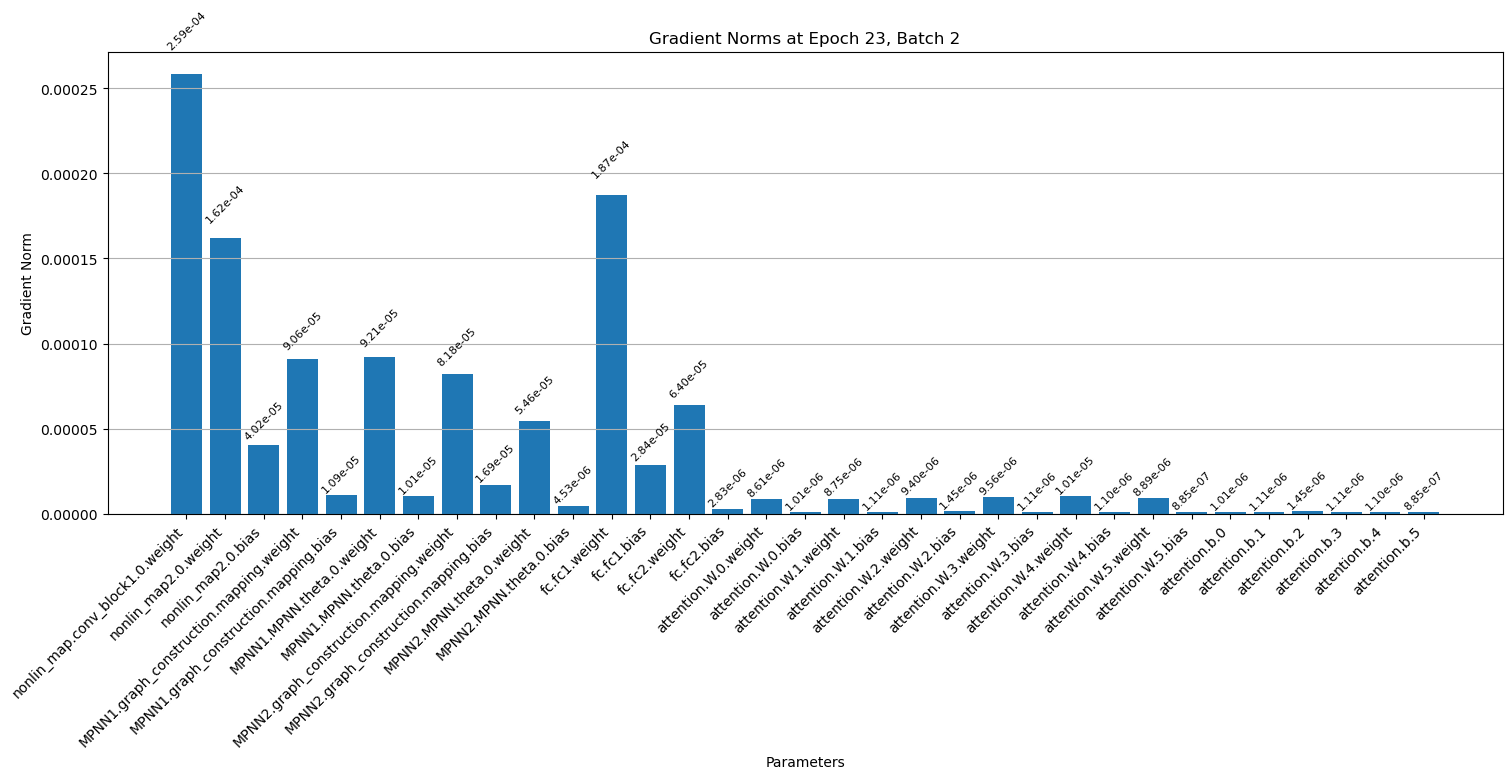 Gradient Norms at Epoch 23, Batch 2
Gradient Norm
0.00025
0.00020
0.00015
0.00010
0.00005
0.00000
2.59e-04
1.62e-04
4.02e-05
9.06e-05
1.09e-05
9.21e-05
1.01e-05
8.18e-05
1.69e-05
5.46e-05
4.53e-06
1.87e-04
2.84e-05
6.40e-05
2.83e-06
8.61e-06
1.01e-06
8.75e-06
1.11e-06
9.40e-06
1.45e-06
9.56e-06
1.11e-06
1.01e-05
1.10e-06
8.89e-06
8.85e-07
1.01e-06
1.11e-06
1.45e-06
1.11e-06
1.10e-06
8.85e-07
nonlin_map.conv_block1.0.weight
nonlin_map2.0.weight
nonlin_map2.0.bias
MPNN1.graph_construction.mapping.weight
MPNN1.graph_construction.mapping.bias
MPNN1.MPNN.theta.0.weight
MPNN1.MPNN.theta.0.bias
MPNN2.graph_construction.mapping.weight
MPNN2.graph_construction.mapping.bias
MPNN2.MPNN.theta.0.weight
MPNN2.MPNN.theta.0.bias
fc.fc1.weight
fc.fc1.bias
fc.fc2.weight
fc.fc2.bias
attention.W.0.weight
attention.W.0.bias
attention.W.1.weight
attention.W.1.bias
attention.W.2.weight
attention.W.2.bias
attention.W.3.weight
attention.W.3.bias
attention.W.4.weight
attention.W.4.bias
attention.W.5.weight
attention.W.5.bias
attention.b.0
attention.b.1
attention.b.2
attention.b.3
attention.b.4
attention.b.5
Parameters